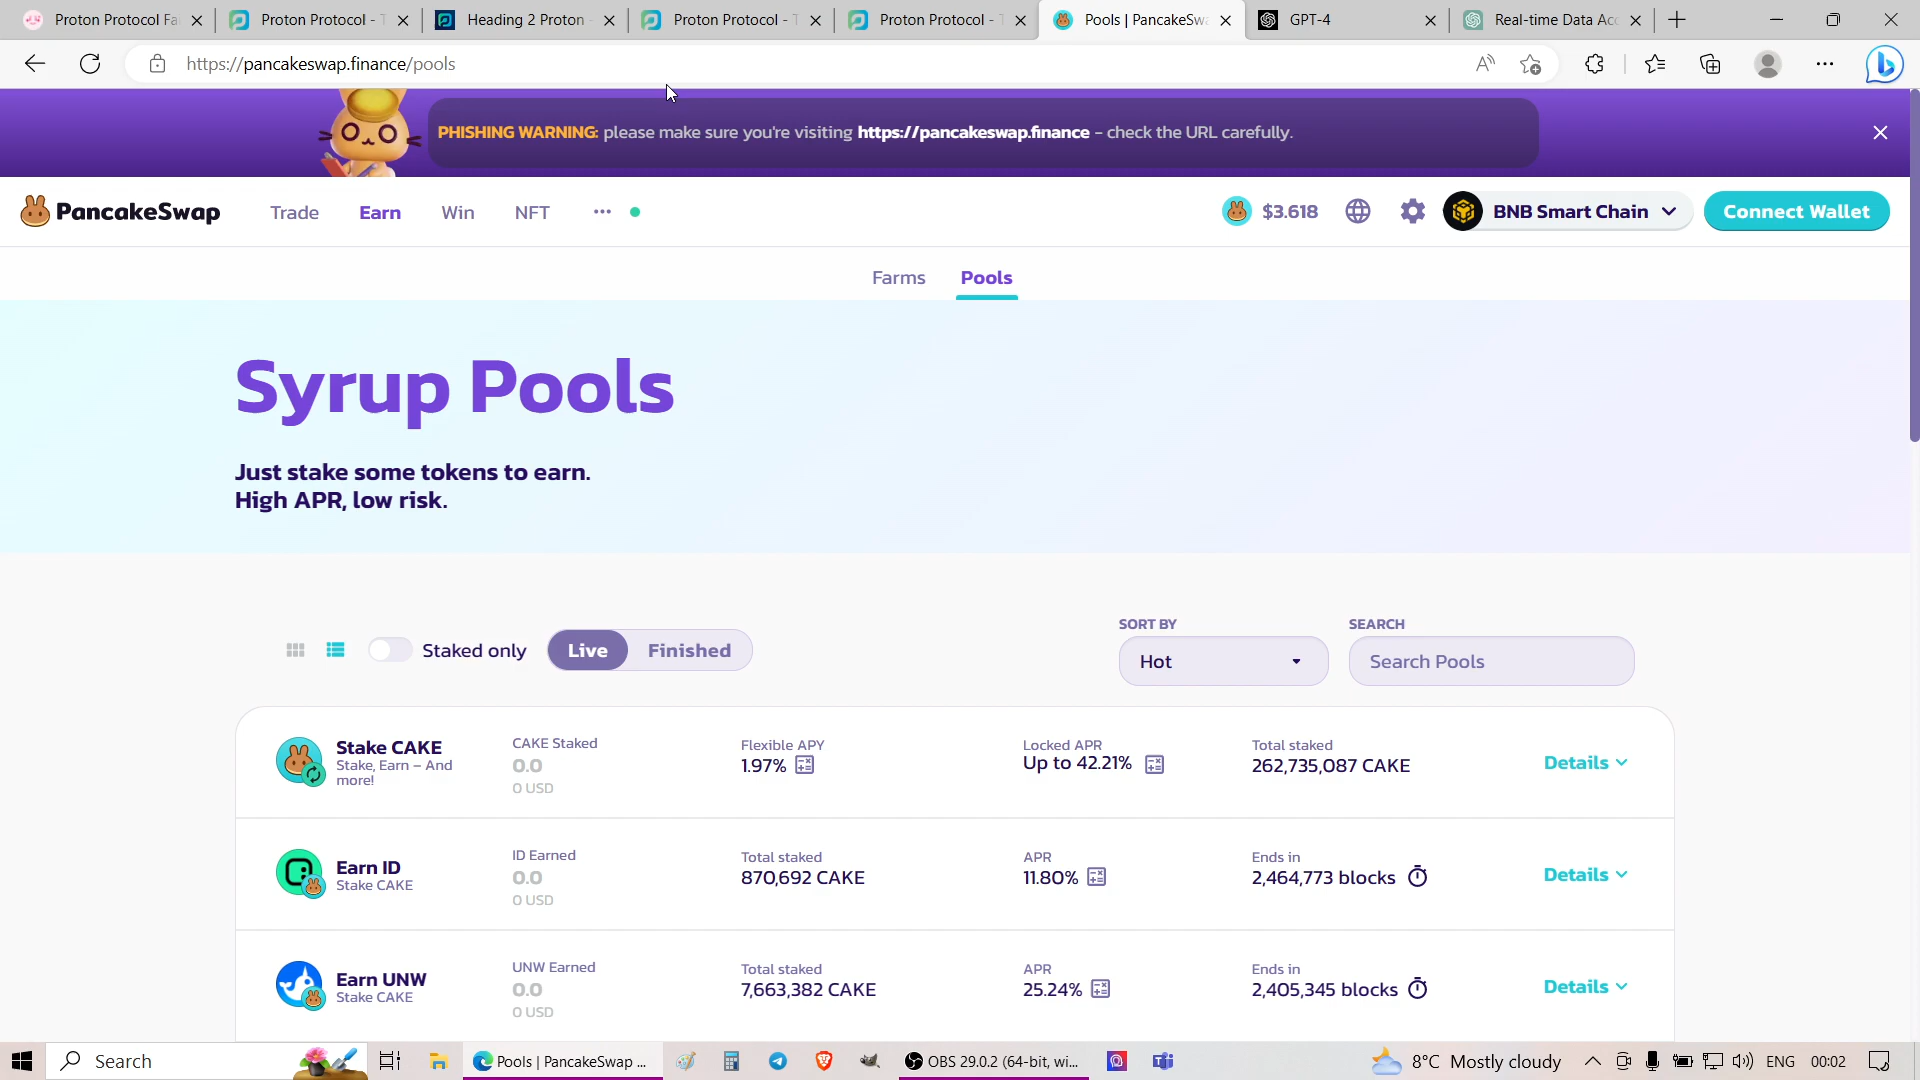 Proton Protocol Fa
Proton Protocol - T
Heading 2 Proton -
Proton Protocol - T
Proton Protocol - T
Pools | PancakeSwa
GPT-4
Real-time Data Acc
https://pancakeswap.finance/pools
PHISHING WARNING: please make sure you're visiting https://pancakeswap.finance - check the URL carefully.
PancakeSwap
Trade
Earn
Win
NFT
$3.618
BNB Smart Chain
Connect Wallet
Farms
Pools
Syrup Pools
Just stake some tokens to earn.
High APR, low risk.
Staked only
Live
Finished
SORT BY
Hot
SEARCH
Search Pools
Stake CAKE
Stake, Earn – And
more!
CAKE Staked
0.0
0 USD
Flexible APY
1.97%
Locked APR
Up to 42.21%
Total staked
262,735,087 CAKE
Details
Earn ID
Stake CAKE
ID Earned
0.0
0 USD
Total staked
870,692 CAKE
APR
11.80%
Ends in
2,464,773 blocks
Details
Earn UNW
Stake CAKE
UNW Earned
0.0
0 USD
Total staked
7,663,382 CAKE
APR
25.24%
Ends in
2,405,345 blocks
Details
Search
Pools | PancakeSwap ...
OBS 29.0.2 (64-bit, wi...
8°C Mostly cloudy
ENG
00:02